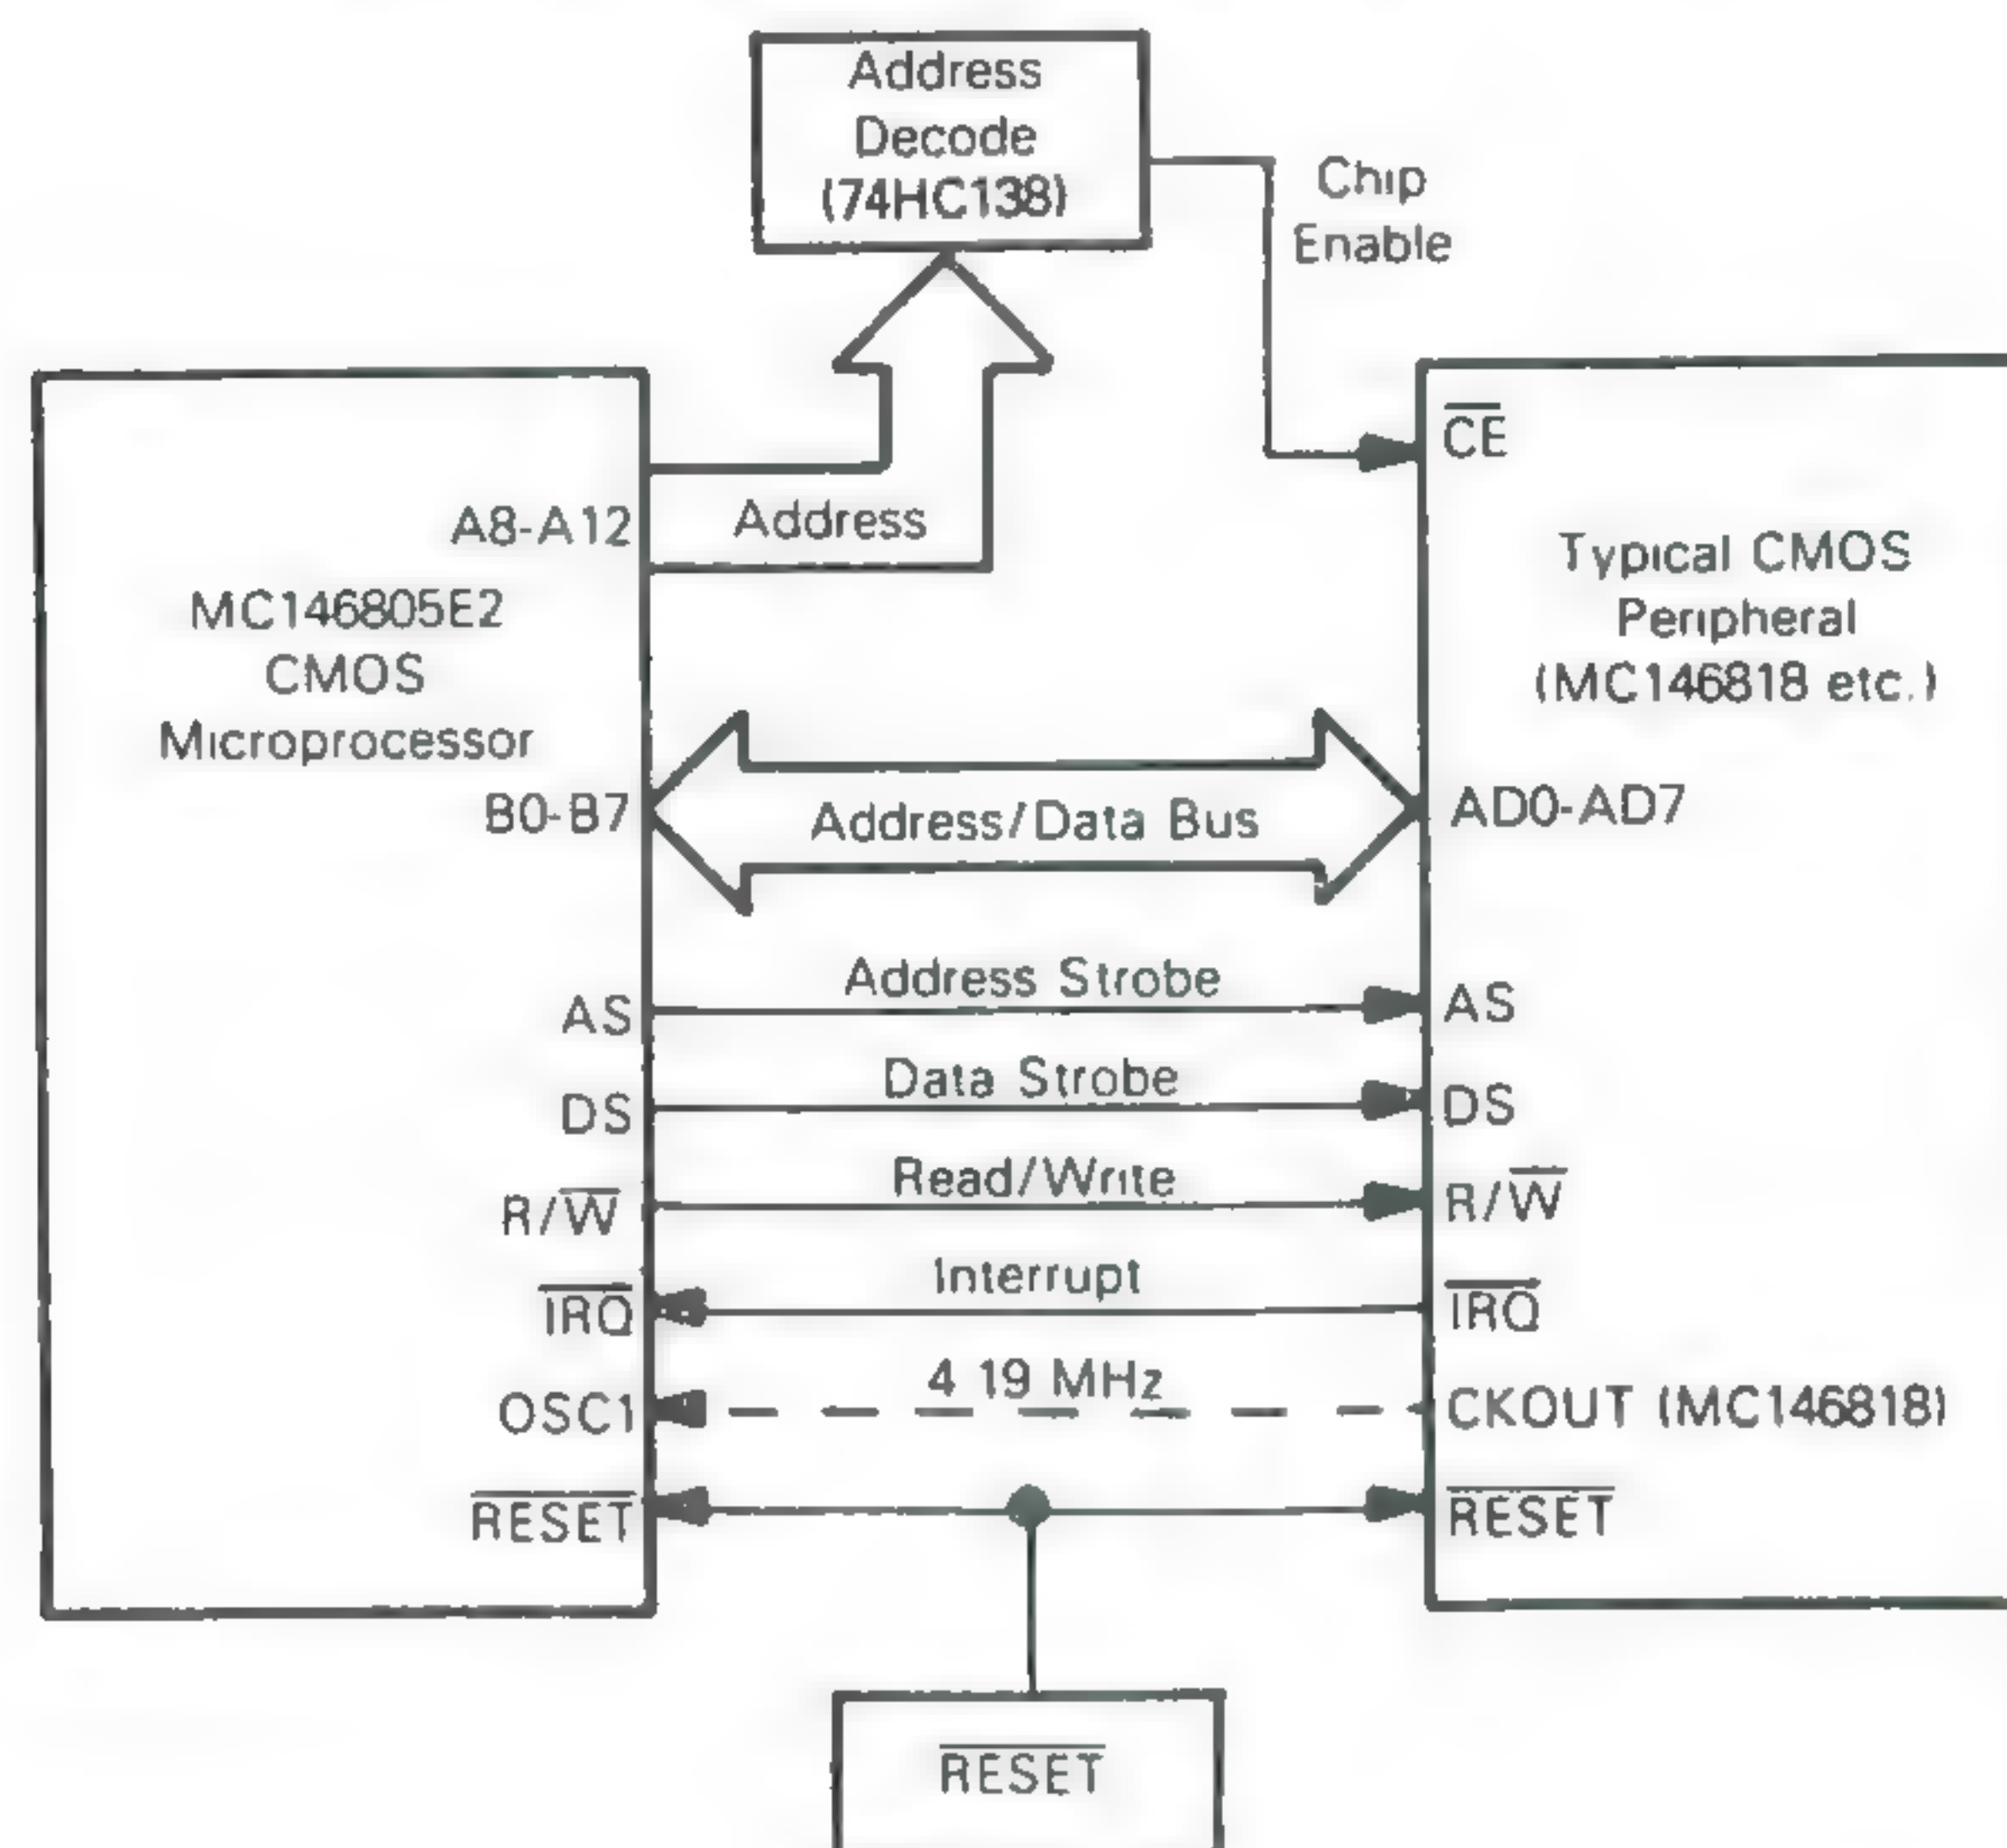 Address
Decode
(74HC138)
Chip
Enable
CE
A8-A12
Address
MC146805E2
CMOS
Microprocessor
Typical CMOS
Peripheral
(MC146818 etc.)
B0-B7
Address/Data Bus
AD0-AD7
AS
Address Strobe
AS
DS
Data Strobe
DS
R/W
Read/Write
R/W
IRQ
Interrupt
IRQ
OSC1
4 19 MHz
CKOUT (MC146818)
RESET
RESET
RESET